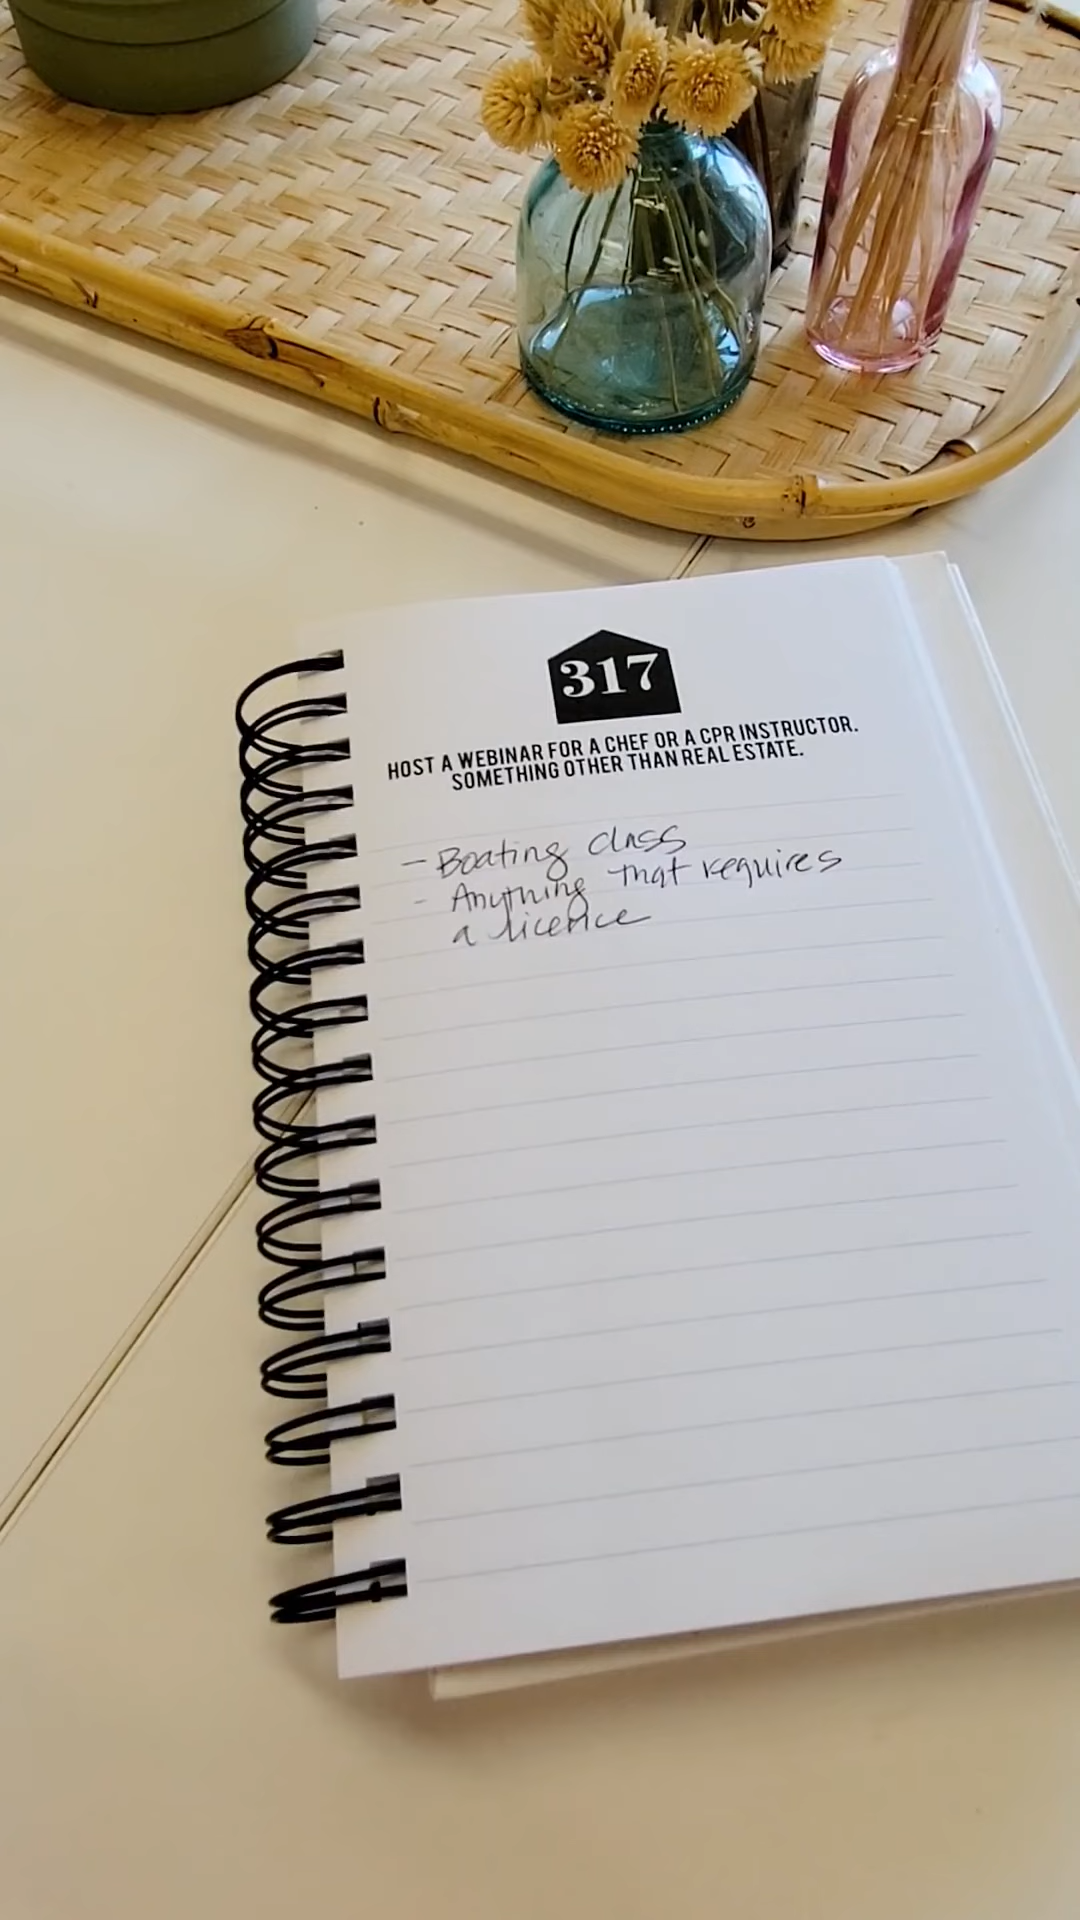 317
HOST A WEBINAR FOR A CHEF OR A CPR INSTRUCTOR.
SOMETHING OTHER THAN REAL ESTATE.
- Boating class
- Anything that requires
a licence